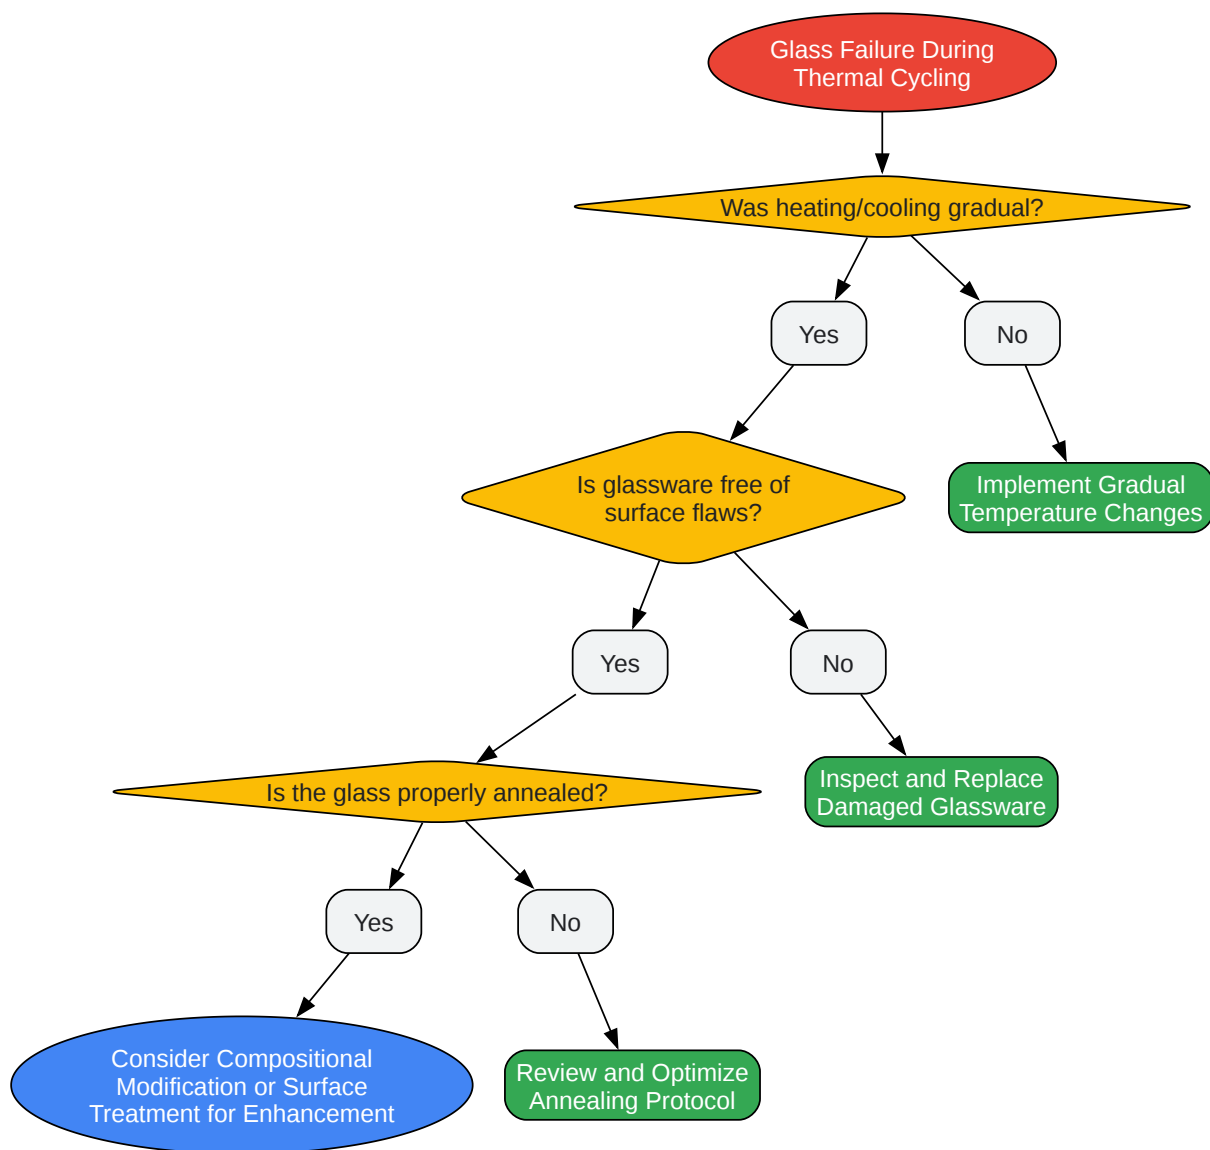 Glass Failure During
Thermal Cycling
Was heating/cooling gradual?
Yes
No
Is glassware free of
surface flaws?
Implement Gradual
Temperature Changes
Yes
No
Is the glass properly annealed?
Inspect and Replace
Damaged Glassware
Yes
No
Consider Compositional
Modification or Surface
Treatment for Enhancement
Review and Optimize
Annealing Protocol